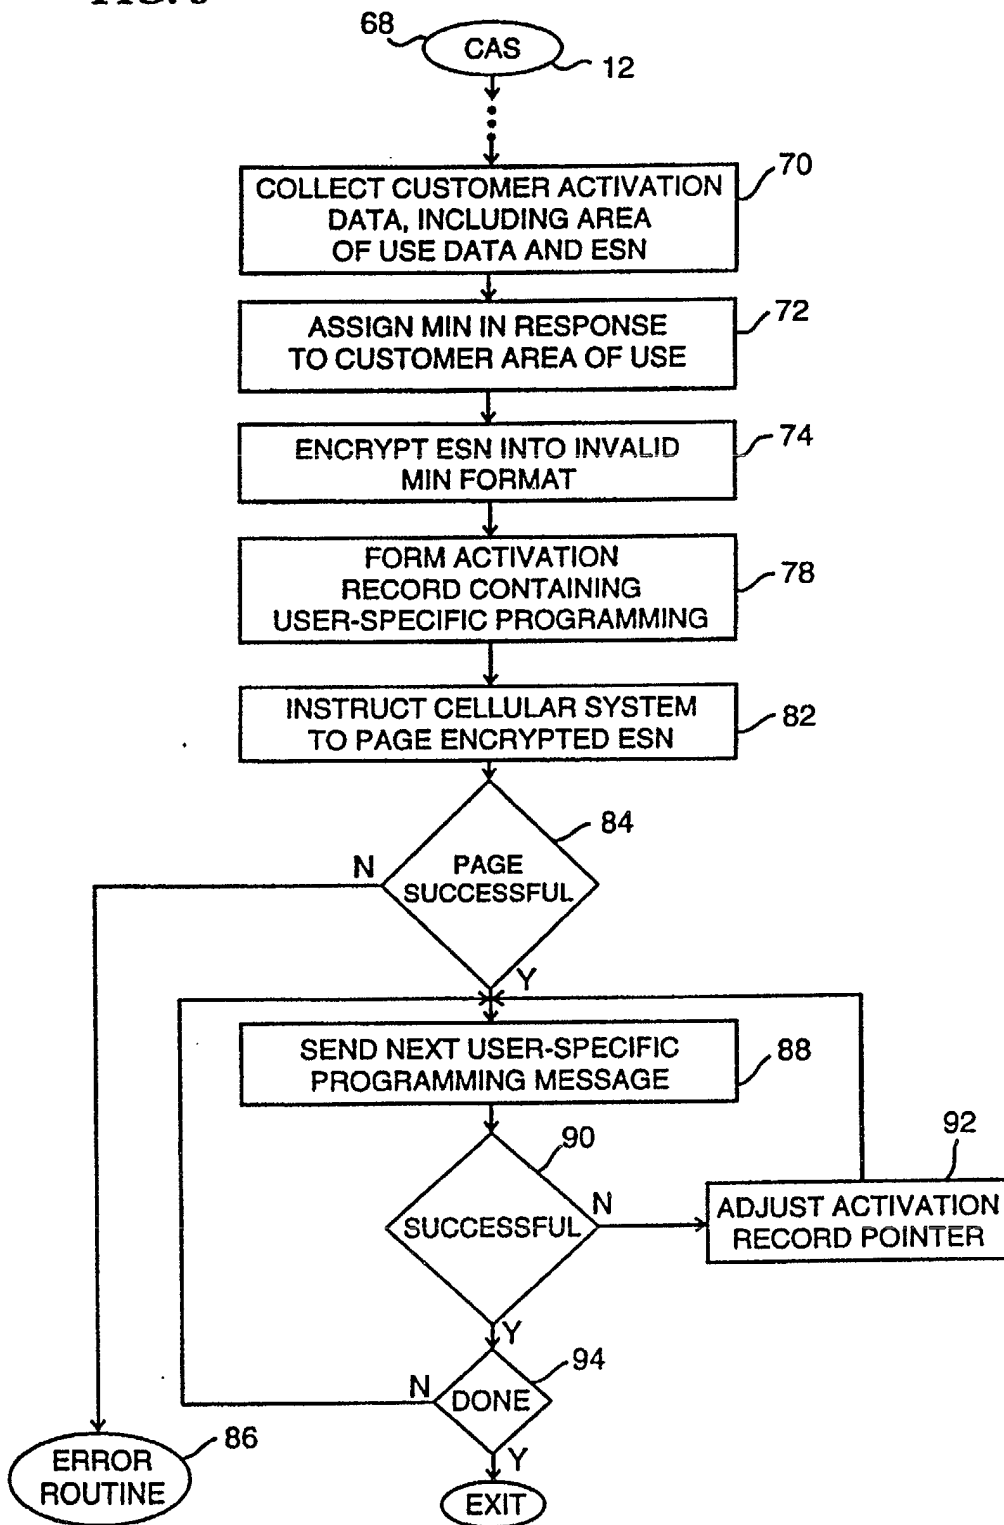 68
CAS
12
COLLECT CUSTOMER ACTIVATION
DATA, INCLUDING AREA
OF USE DATA AND ESN
70
ASSIGN MIN IN RESPONSE
TO CUSTOMER AREA OF USE
72
ENCRYPT ESN INTO INVALID
MIN FORMAT
74
FORM ACTIVATION
RECORD CONTAINING
USER-SPECIFIC PROGRAMMING
78
INSTRUCT CELLULAR SYSTEM
TO PAGE ENCRYPTED ESN
82
84
N
PAGE
SUCCESSFUL
Y
SEND NEXT USER-SPECIFIC
PROGRAMMING MESSAGE
88
90
SUCCESSFUL
N
92
ADJUST ACTIVATION
RECORD POINTER
Y
94
N
DONE
Y
86
ERROR
ROUTINE
EXIT